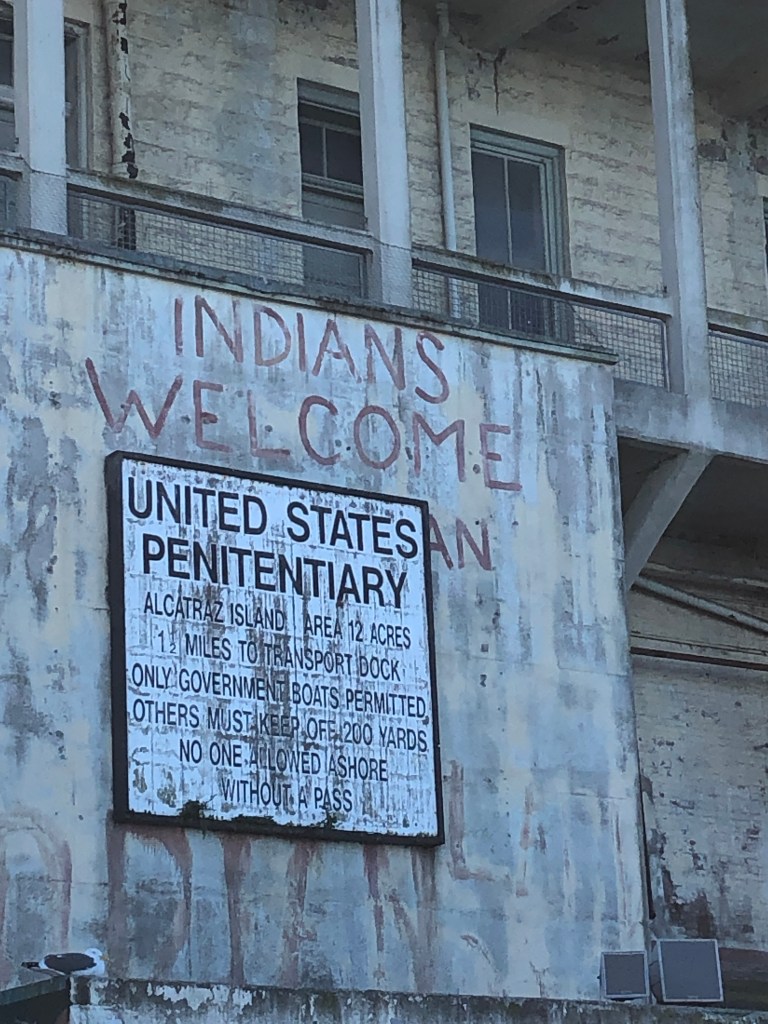 INDIANS
WELCOME
UNITED STATES
PENITENTIARY
AN
ALCATRAZ ISLAND AREA 12 ACRES
1½ MILES TO TRANSPORT DOCK
ONLY GOVERNMENT BOATS PERMITTED
OTHERS MUST KEEP OFF 200 YARDS
NO ONE ALLOWED ASHORE
WITHOUT A PASS